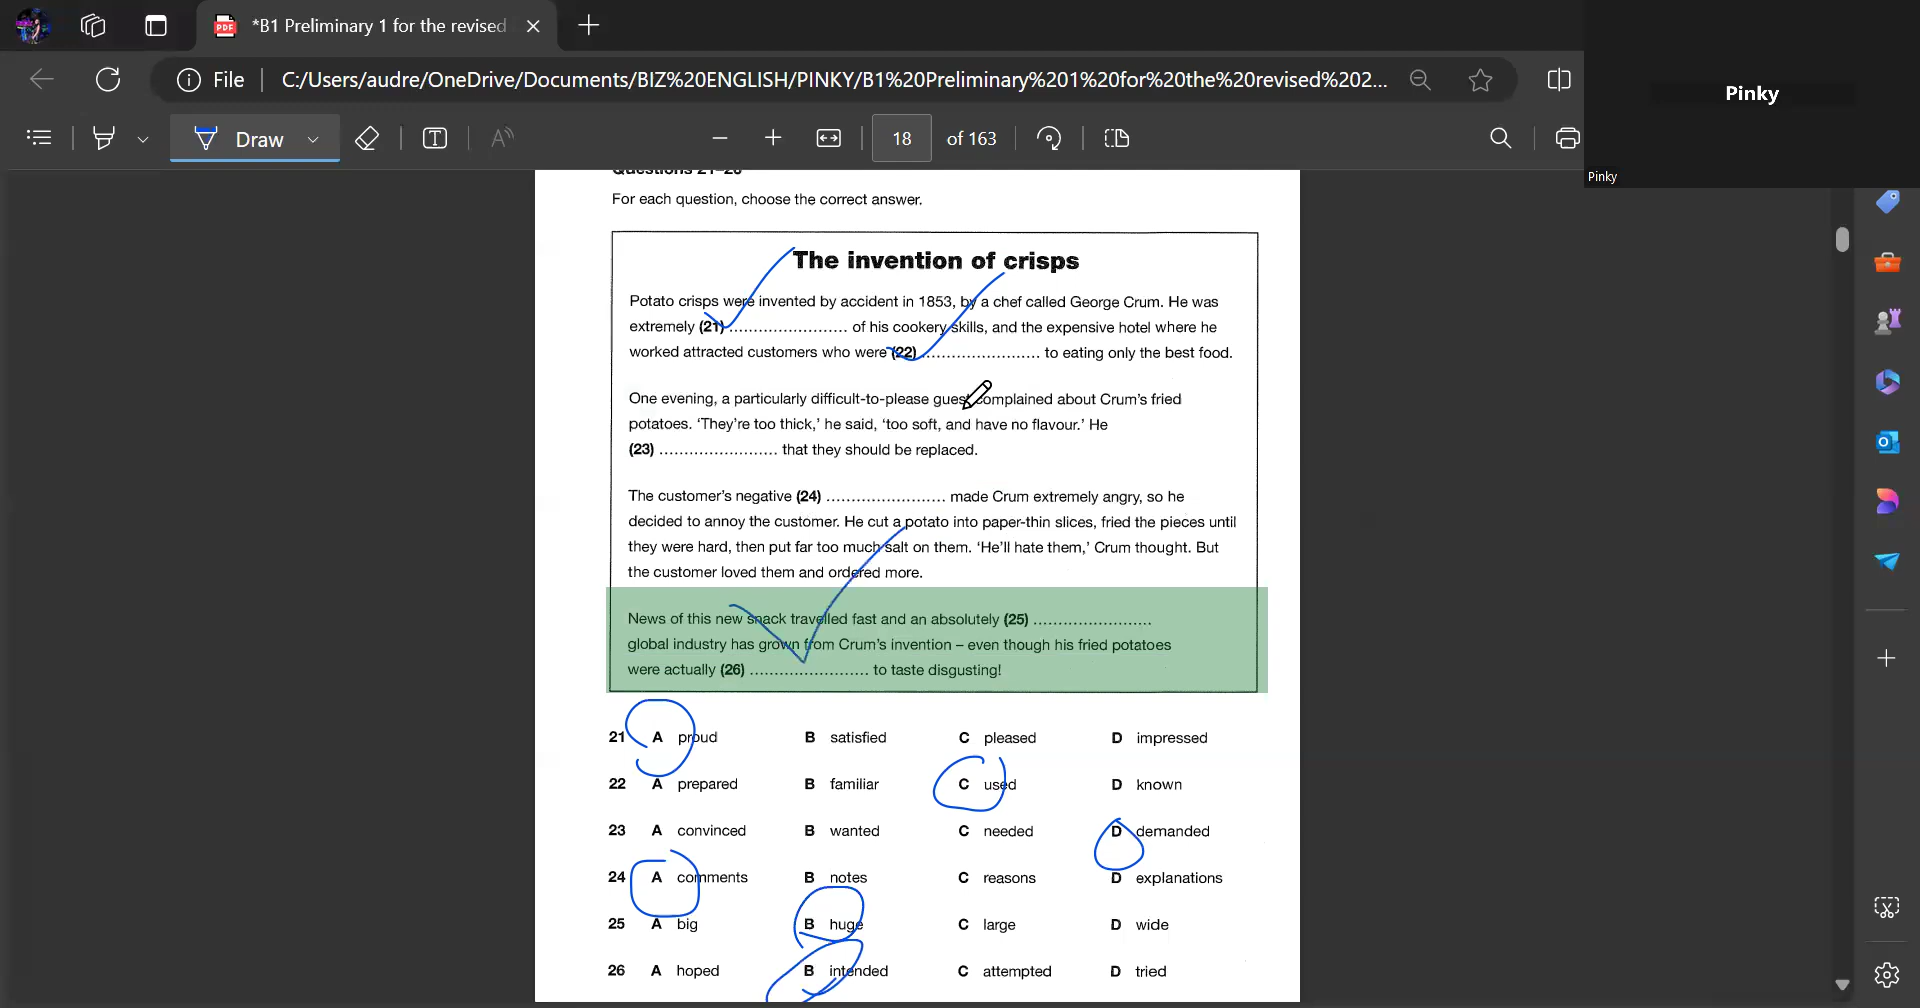 *B1 Preliminary 1 for the revised
File C:/Users/audre/OneDrive/Documents/BIZ%20ENGLISH/PINKY/B1%20Preliminary%201%20for%20the%20revised%202...
Pinky
Draw 18 of 163
Pinky
Questions 21–26
For each question, choose the correct answer.
The invention of crisps
Potato crisps were invented by accident in 1853, by a chef called George Crum. He was
extremely (21) ........................ of his cookery skills, and the expensive hotel where he
worked attracted customers who were (22) ........................ to eating only the best food.
One evening, a particularly difficult-to-please guest complained about Crum's fried
potatoes. 'They're too thick,' he said, 'too soft, and have no flavour.' He
(23) ........................ that they should be replaced.
The customer's negative (24) ........................ made Crum extremely angry, so he
decided to annoy the customer. He cut a potato into paper-thin slices, fried the pieces until
they were hard, then put far too much salt on them. 'He'll hate them,' Crum thought. But
the customer loved them and ordered more.
News of this new snack travelled fast and an absolutely (25) ........................
global industry has grown from Crum's invention – even though his fried potatoes
were actually (26) ........................ to taste disgusting!
21 A proud B satisfied C pleased D impressed
22 A prepared B familiar C used D known
23 A convinced B wanted C needed D demanded
24 A comments B notes C reasons D explanations
25 A big B huge C large D wide
26 A hoped B intended C attempted D tried